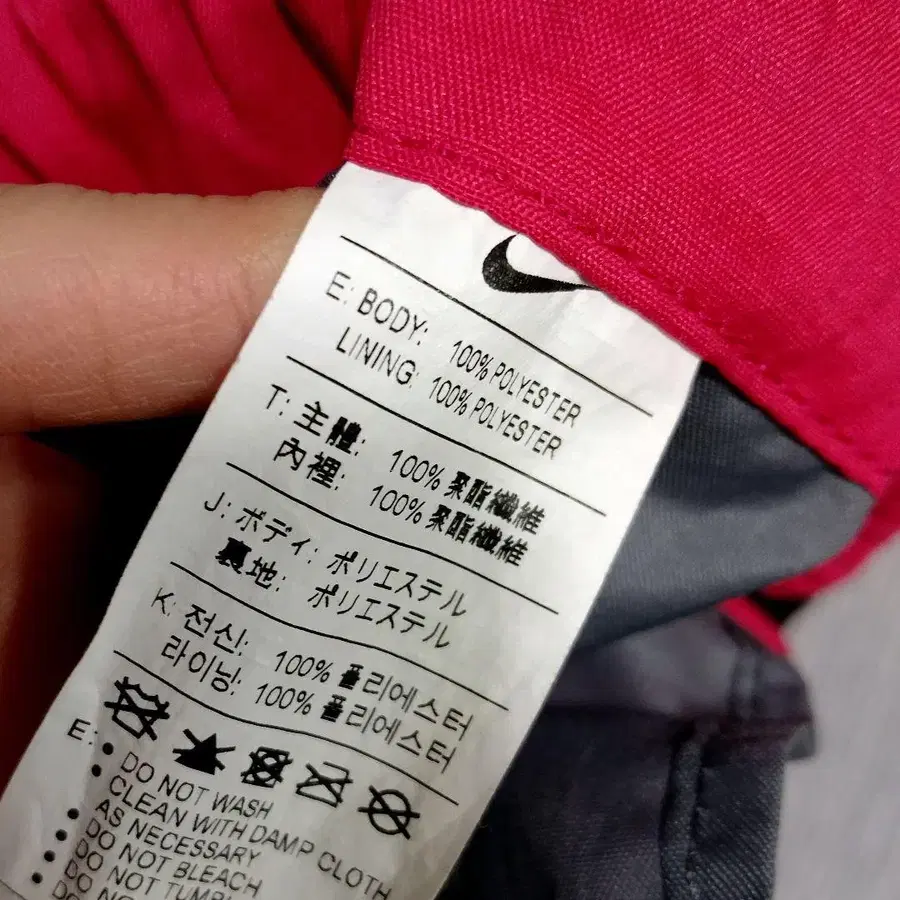 E: BODY: 100% POLYESTER
LINING: 100% POLYESTER
T: 主體: 100% 聚酯纖維
內裡: 100% 聚酯纖維
J: ボディ: ポリエステル
裏地: ポリエステル
K: 전신: 100% 폴리에스터
라이닝: 100% 폴리에스터
E: • DO NOT WASH
• CLEAN WITH DAMP CLOTH
AS NECESSARY
• DO NOT BLEACH
• DO NOT TUMBL
• DO NO